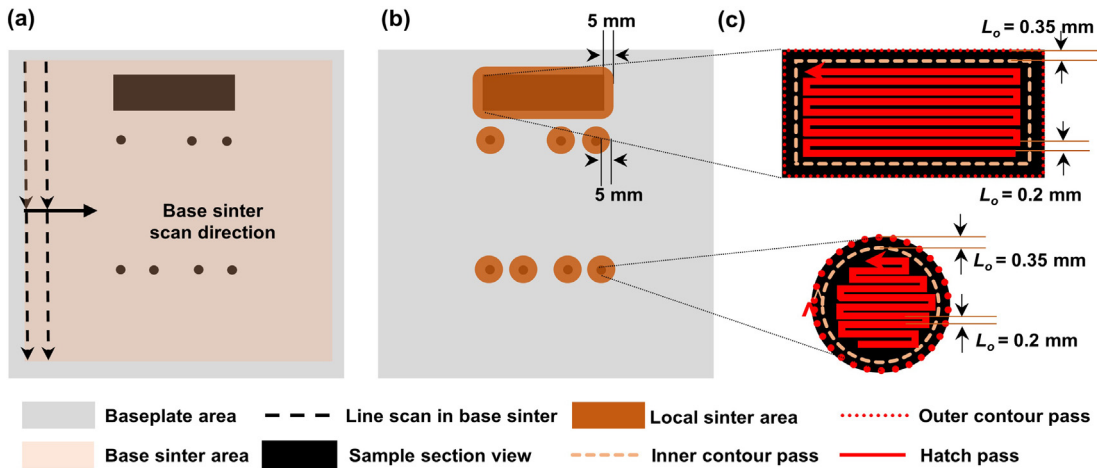 (a)
(b)
(c)
5 mm
Lo = 0.35 mm
Base sinter
scan direction
5 mm
Lo = 0.2 mm
Lo = 0.35 mm
Lo = 0.2 mm
Baseplate area
Line scan in base sinter
Local sinter area
Outer contour pass
Base sinter area
Sample section view
Inner contour pass
Hatch pass